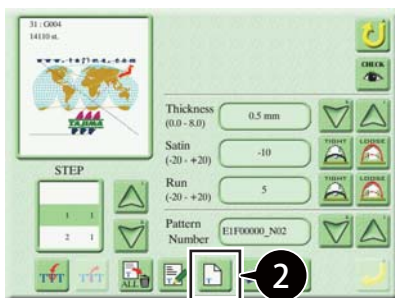 31 : G004
14110 st.
www.tajima.com
TAJIMA
CHECK
Thickness
(0.0 - 8.0)
0.5 mm
Satin
(-20 - +20)
-10
TIGHT
LOOSE
Run
(-20 - +20)
5
TIGHT
LOOSE
STEP
1 1
2 1
Pattern
Number
E1F00000_N02
ALL
2